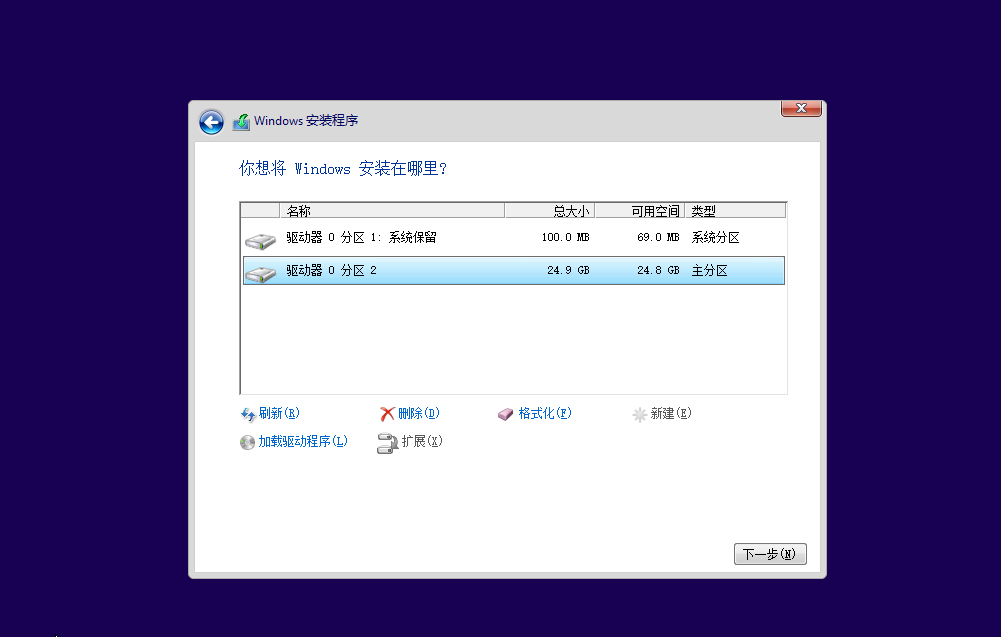 Windows 安装程序
你想将 Windows 安装在哪里?
名称 总大小 可用空间 类型
驱动器 0 分区 1: 系统保留 100.0 MB 69.0 MB 系统分区
驱动器 0 分区 2 24.9 GB 24.8 GB 主分区
刷新(R) 删除(D) 格式化(F) 新建(E)
加载驱动程序(L) 扩展(X)
下一步(N)